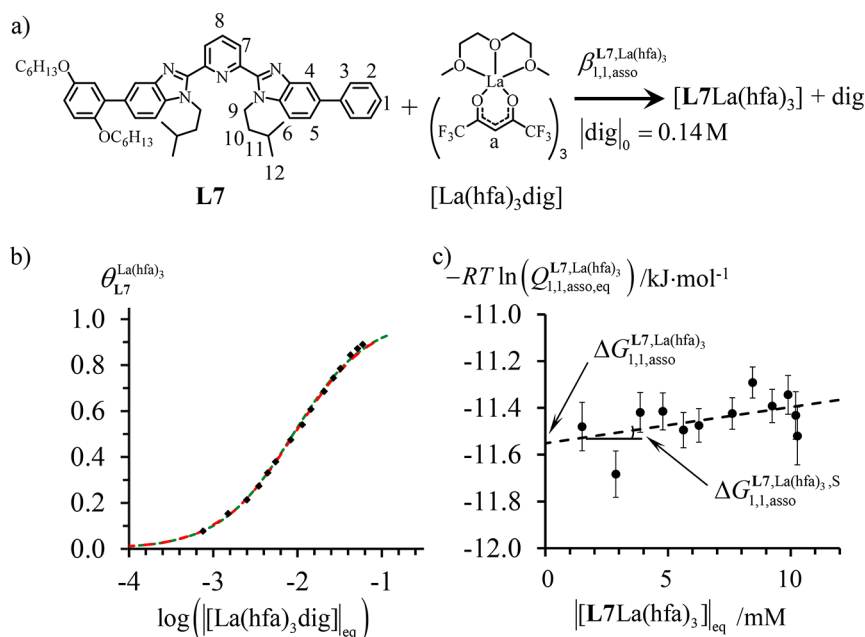 a)
8
7
N N N N N
C₆H₁₃O
OC₆H₁₃
4 3 2 1
9 10 11 12
6 5
L7
+
O O O
La
O O
F₃C CF₃
a
3
[La(hfa)₃dig]
β₁,₁,asso^L7,La(hfa)₃
|dig|₀ = 0.14 M
[L7La(hfa)₃] + dig
b)
θ_L7^La(hfa)₃
1.0
0.8
0.6
0.4
0.2
0.0
-4 -3 -2 -1
log(|[La(hfa)₃dig]|eq)
c)
−RT ln(Q₁,₁,asso,eq^L7,La(hfa)₃) /kJ·mol⁻¹
-11.0
-11.2
-11.4
-11.6
-11.8
-12.0
ΔG₁,₁,asso^L7,La(hfa)₃
ΔG₁,₁,asso^L7,La(hfa)₃,S
0 5 10
|[L7La(hfa)₃]|eq /mM